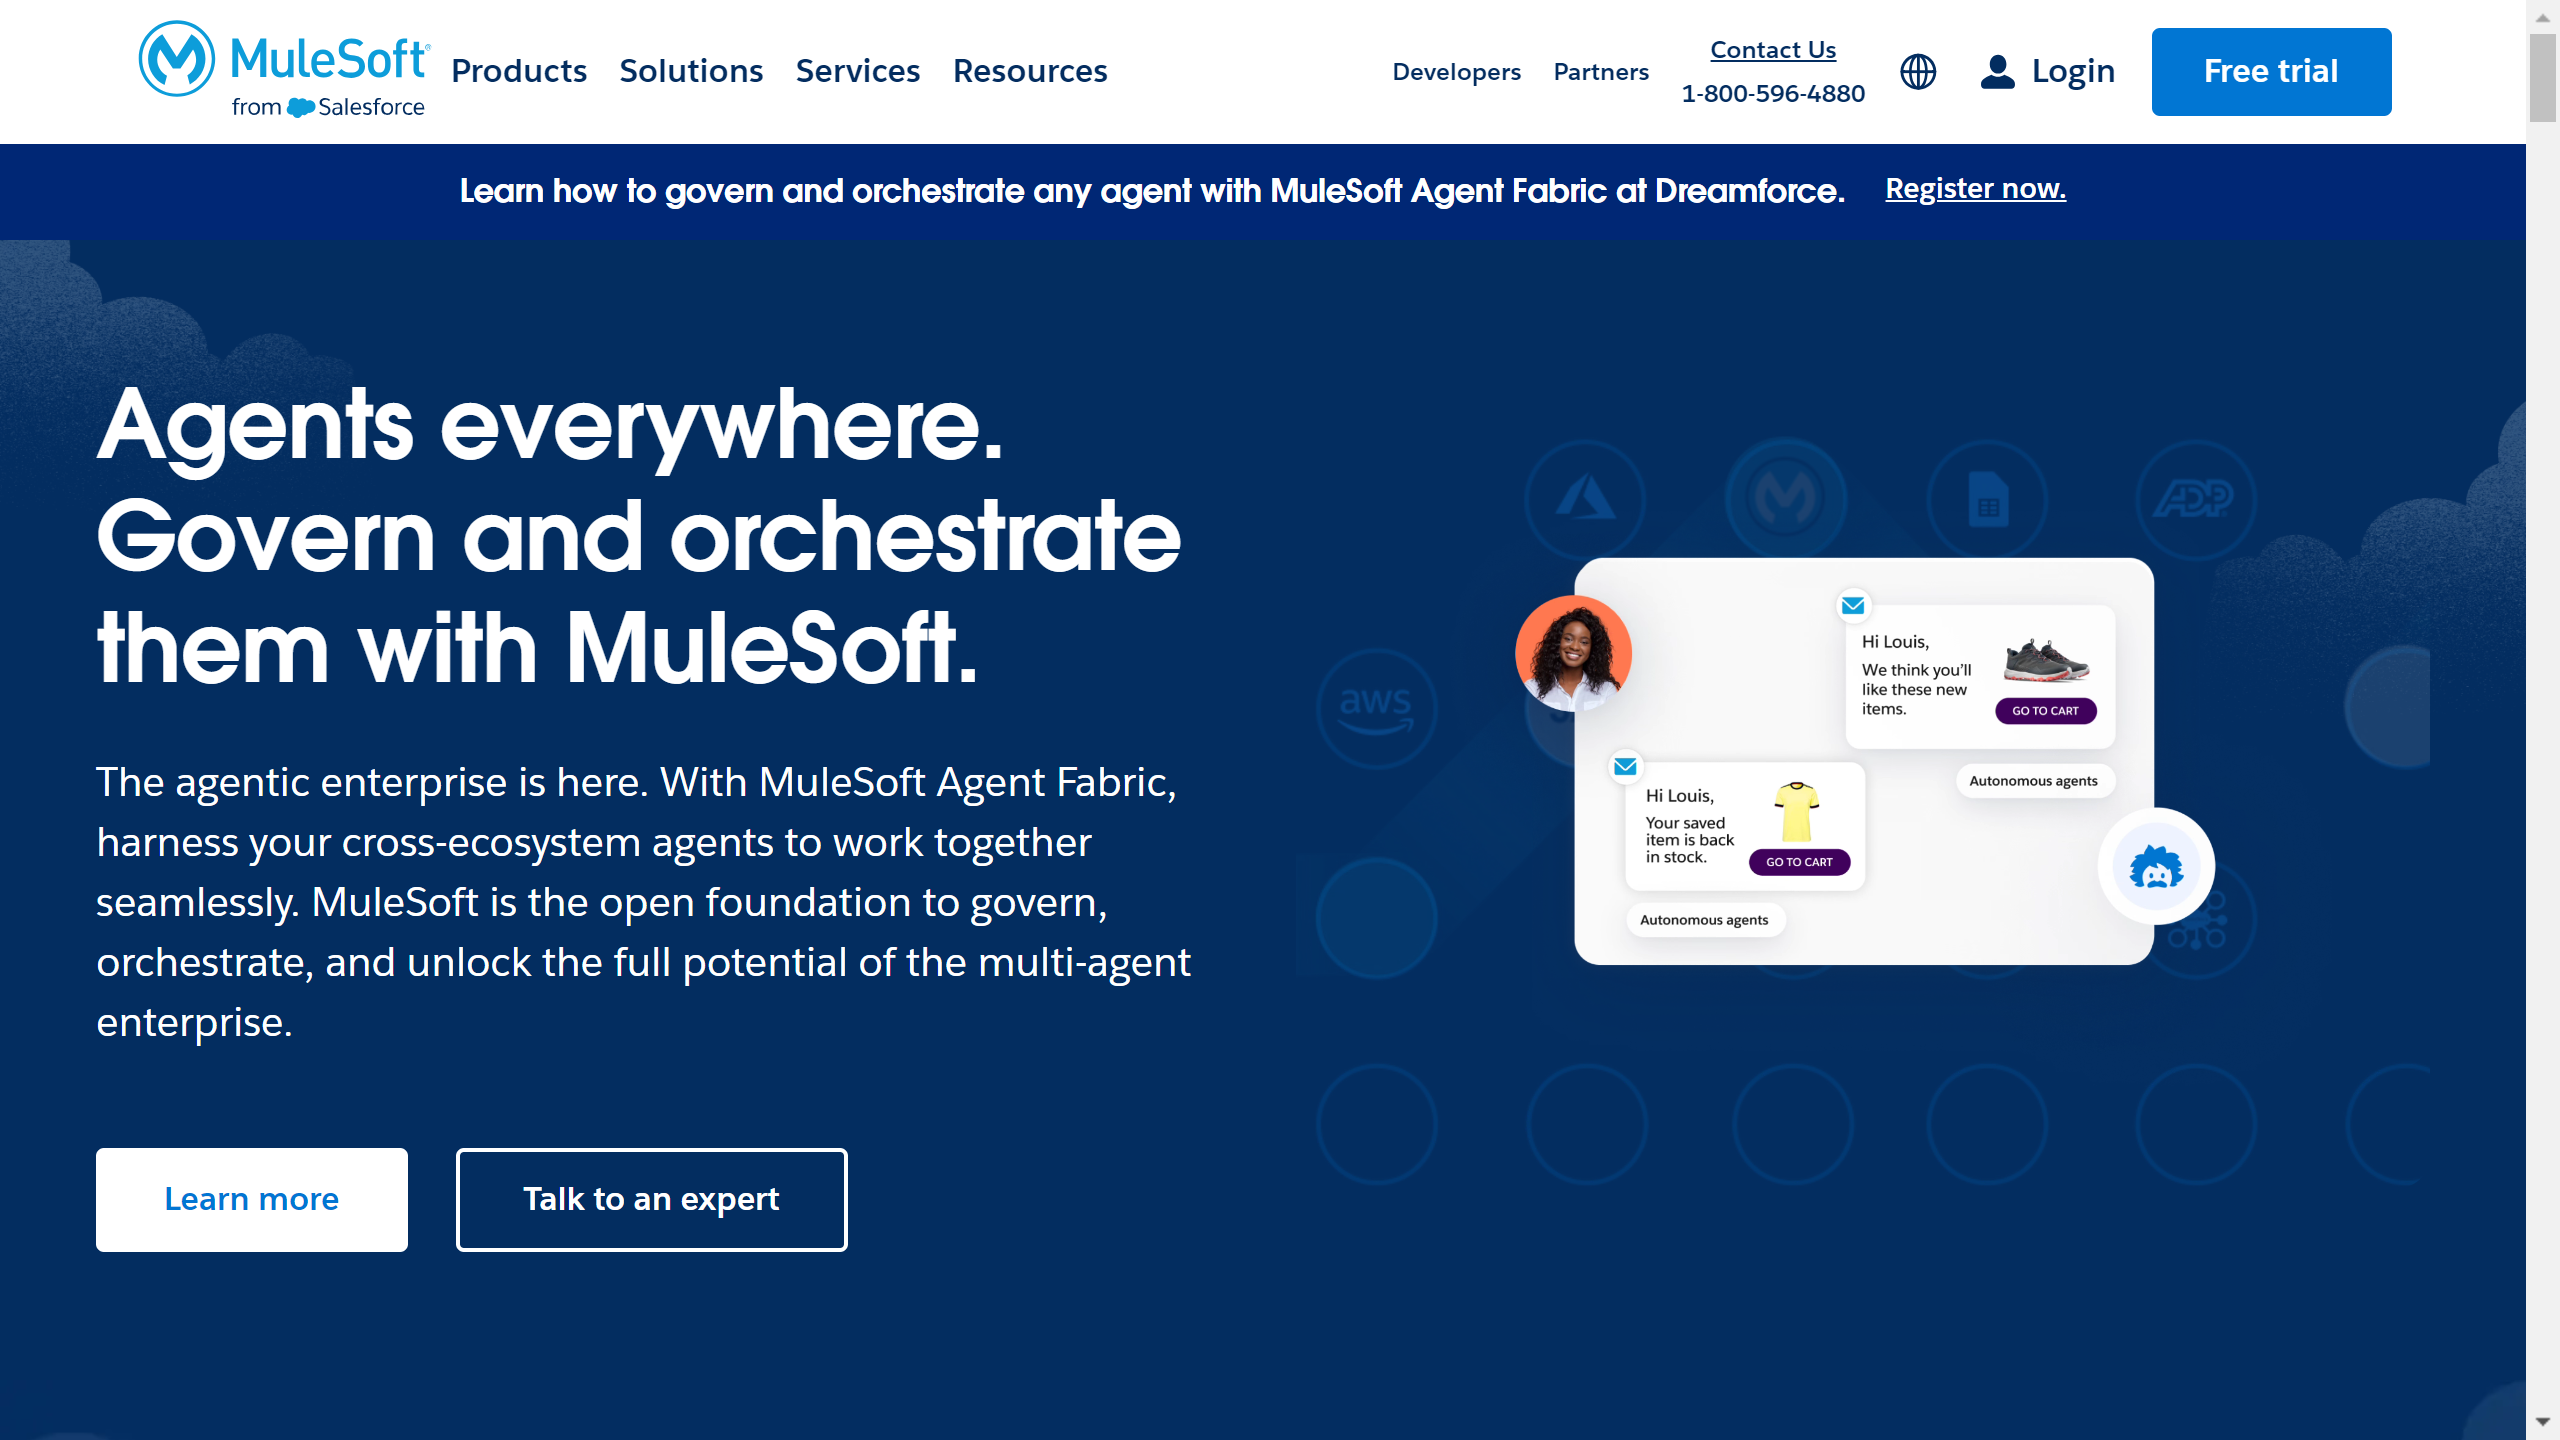 MuleSoft
from Salesforce
Products
Solutions
Services
Resources
Developers
Partners
Contact Us
1-800-596-4880
Login
Free trial
Learn how to govern and orchestrate any agent with MuleSoft Agent Fabric at Dreamforce. Register now.
Agents everywhere.
Govern and orchestrate
them with MuleSoft.
The agentic enterprise is here. With MuleSoft Agent Fabric,
harness your cross-ecosystem agents to work together
seamlessly. MuleSoft is the open foundation to govern,
orchestrate, and unlock the full potential of the multi-agent
enterprise.
Learn more
Talk to an expert
ADP
aws
Hi Louis,
We think you'll
like these new
items.
GO TO CART
Autonomous agents
Hi Louis,
Your saved
item is back
in stock.
GO TO CART
Autonomous agents